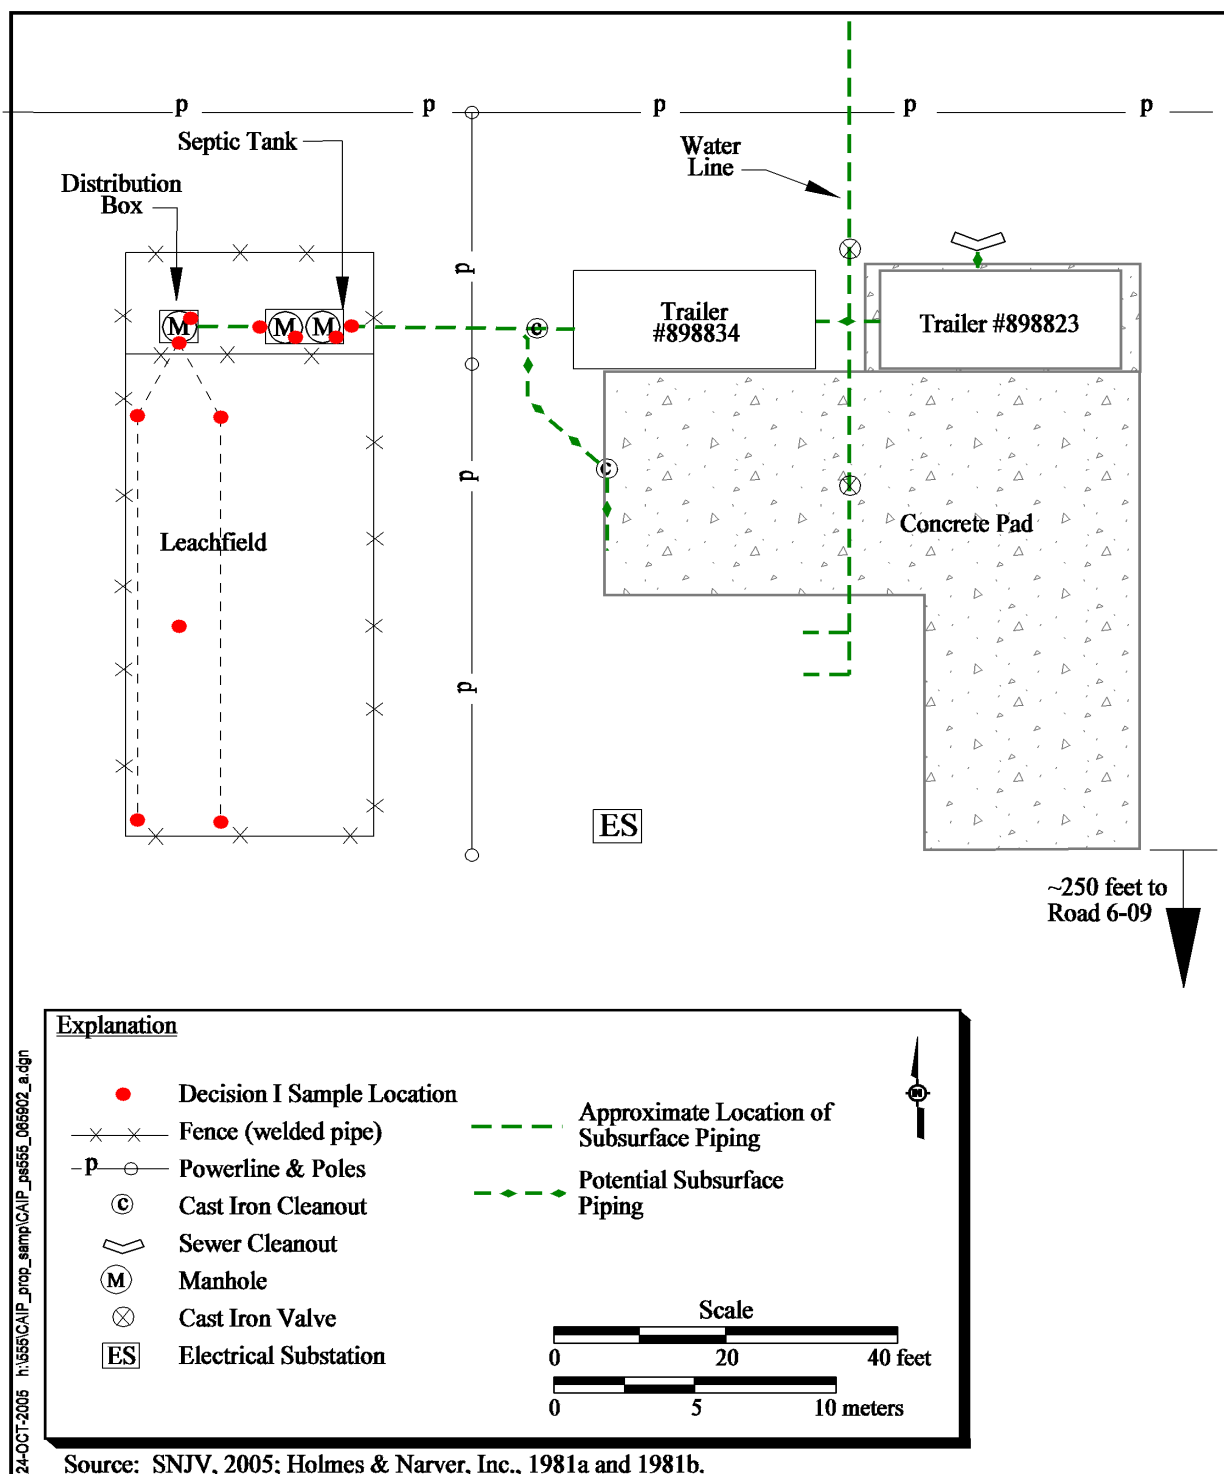 p p p p p
Septic Tank
Water
Line
Distribution
Box
p
M M M
c
Trailer
#898834
Trailer #898823
c
p
Concrete Pad
Leachfield
p
ES
~250 feet to
Road 6-09
Explanation
N
Decision I Sample Location
Fence (welded pipe)
p Powerline & Poles
c Cast Iron Cleanout
Sewer Cleanout
M Manhole
Cast Iron Valve
ES Electrical Substation
Approximate Location of
Subsurface Piping
Potential Subsurface
Piping
Scale
0 20 40 feet
0 5 10 meters
24-OCT-2005 h:\555\CAIP_prop_samp\CAIP_ps555_065902_a.dgn
Source: SNJV, 2005; Holmes & Narver, Inc., 1981a and 1981b.